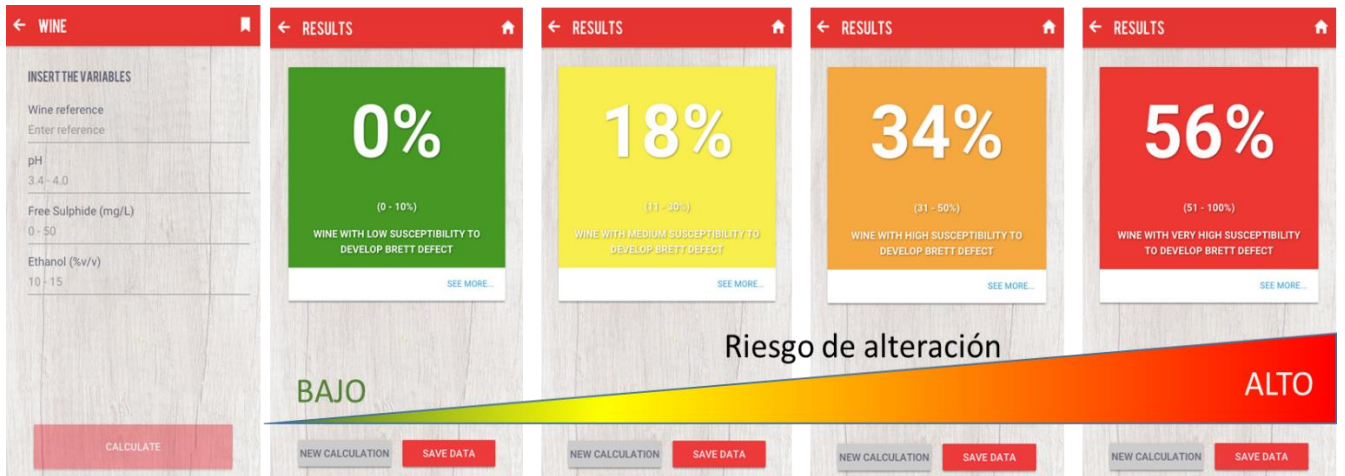 WINE
INSERT THE VARIABLES
Wine reference
Enter reference
pH
3.4 - 4.0
Free Sulphide (mg/L)
0 - 50
Ethanol (%v/v)
10 - 15
CALCULATE
RESULTS
0%
(0 - 10%)
WINE WITH LOW SUSCEPTIBILITY TO
DEVELOP BRETT DEFECT
SEE MORE...
NEW CALCULATION
SAVE DATA
RESULTS
18%
(11 - 30%)
WINE WITH MEDIUM SUSCEPTIBILITY TO
DEVELOP BRETT DEFECT
SEE MORE...
NEW CALCULATION
SAVE DATA
RESULTS
34%
(31 - 50%)
WINE WITH HIGH SUSCEPTIBILITY TO
DEVELOP BRETT DEFECT
SEE MORE...
NEW CALCULATION
SAVE DATA
RESULTS
56%
(51 - 100%)
WINE WITH VERY HIGH SUSCEPTIBILITY
TO DEVELOP BRETT DEFECT
SEE MORE...
NEW CALCULATION
SAVE DATA
Riesgo de alteración
BAJO
ALTO